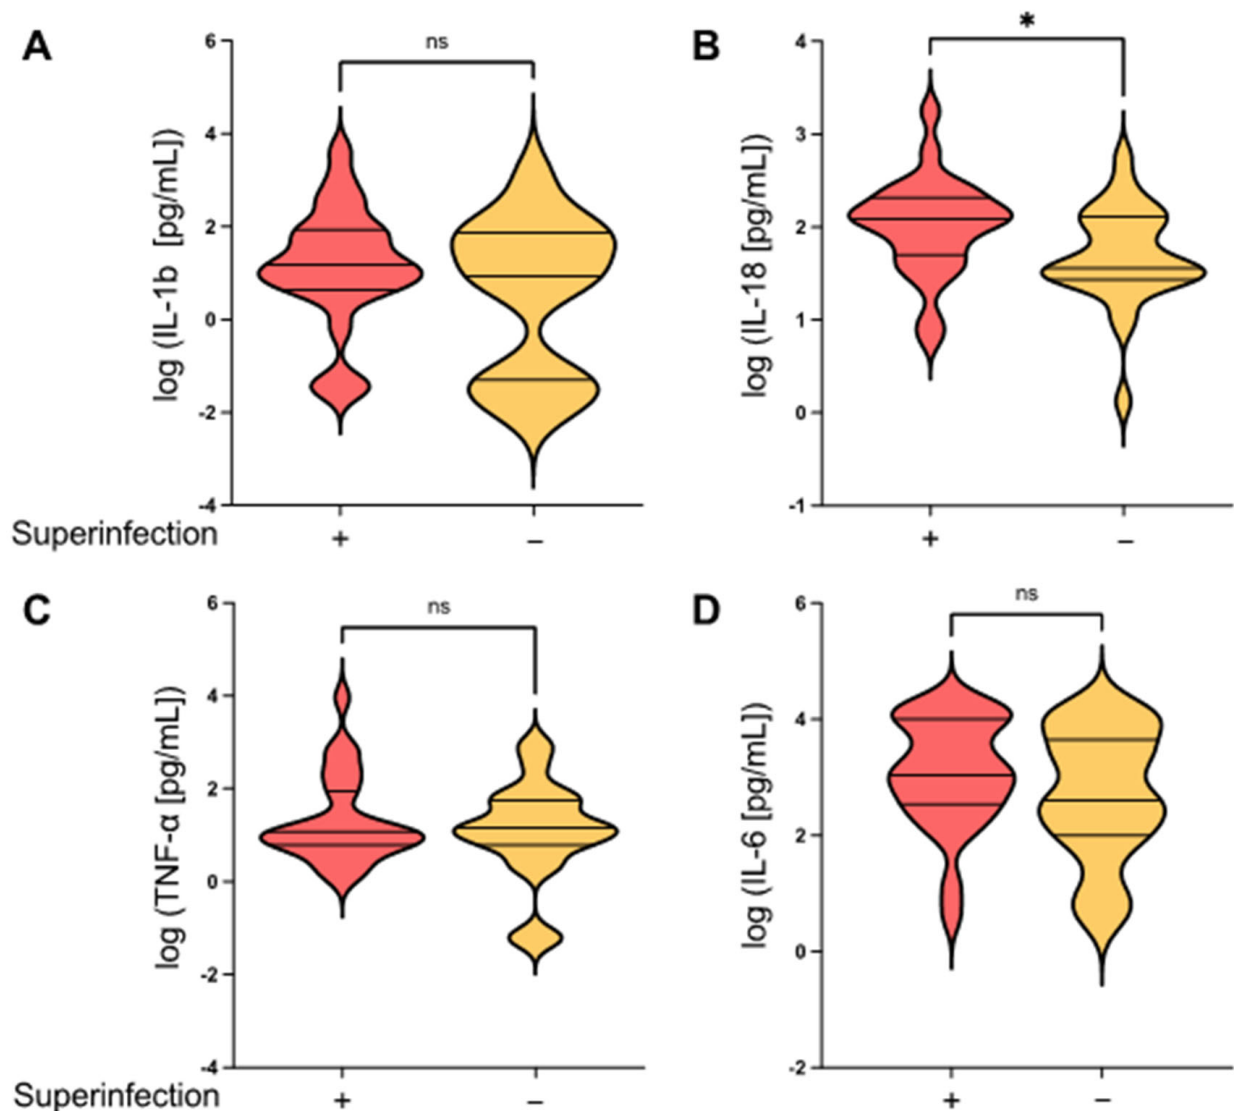 A
log (IL-1b [pg/mL])
6
4
2
0
-2
-4
ns
Superinfection + –
B
log (IL-18 [pg/mL])
4
3
2
1
0
-1
*
+ –
C
log (TNF-α [pg/mL])
6
4
2
0
-2
-4
ns
Superinfection + –
D
log (IL-6 [pg/mL])
6
4
2
0
-2
ns
+ –